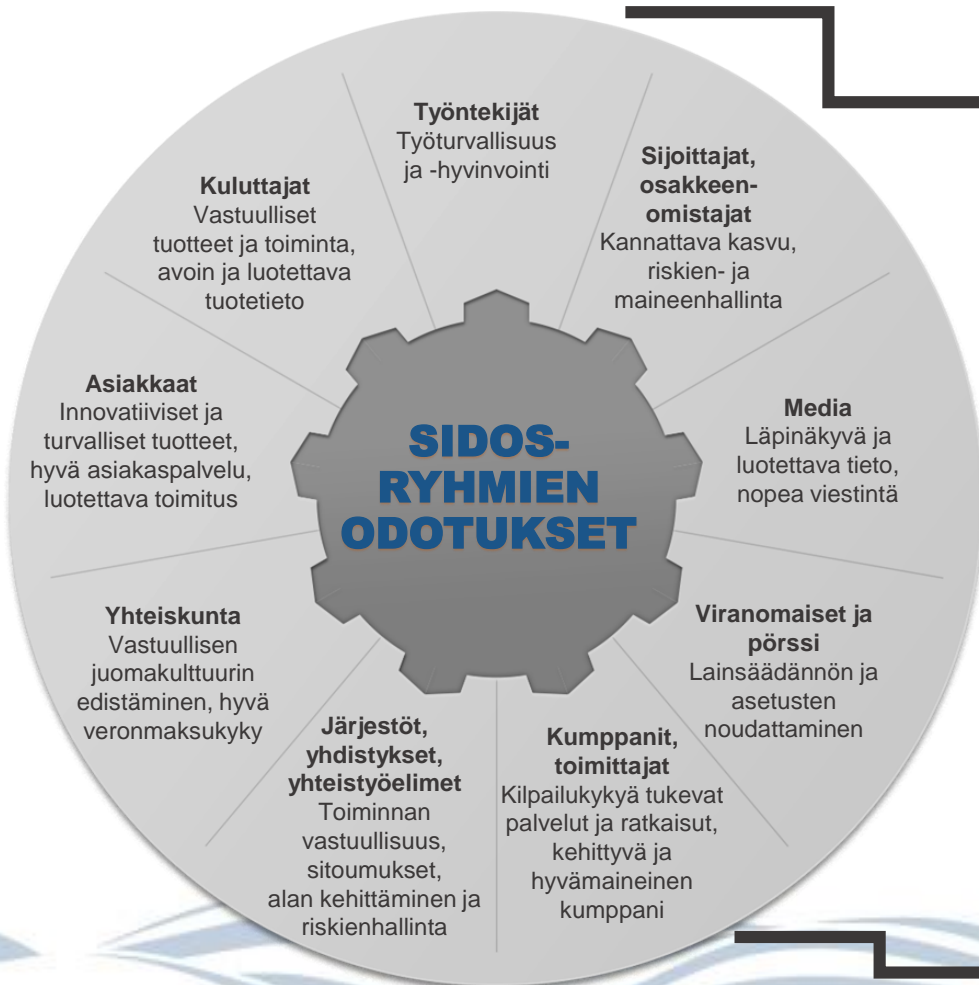 Työntekijät
Työturvallisuus
ja -hyvinvointi
Sijoittajat,
osakkeen-
omistajat
Kannattava kasvu,
riskien- ja
maineenhallinta
Media
Läpinäkyvä ja
luotettava tieto,
nopea viestintä
Viranomaiset ja
pörssi
Lainsäädännön ja
asetusten
noudattaminen
Kumppanit,
toimittajat
Kilpailukykyä tukevat
palvelut ja ratkaisut,
kehittyvä ja
hyvämaineinen
kumppani
Järjestöt,
yhdistykset,
yhteistyöelimet
Toiminnan
vastuullisuus,
sitoumukset,
alan kehittäminen ja
riskienhallinta
Yhteiskunta
Vastuullisen
juomakulttuurin
edistäminen, hyvä
veronmaksukyky
Asiakkaat
Innovatiiviset ja
turvalliset tuotteet,
hyvä asiakaspalvelu,
luotettava toimitus
Kuluttajat
Vastuulliset
tuotteet ja toiminta,
avoin ja luotettava
tuotetieto
SIDOS-
RYHMIEN
ODOTUKSET